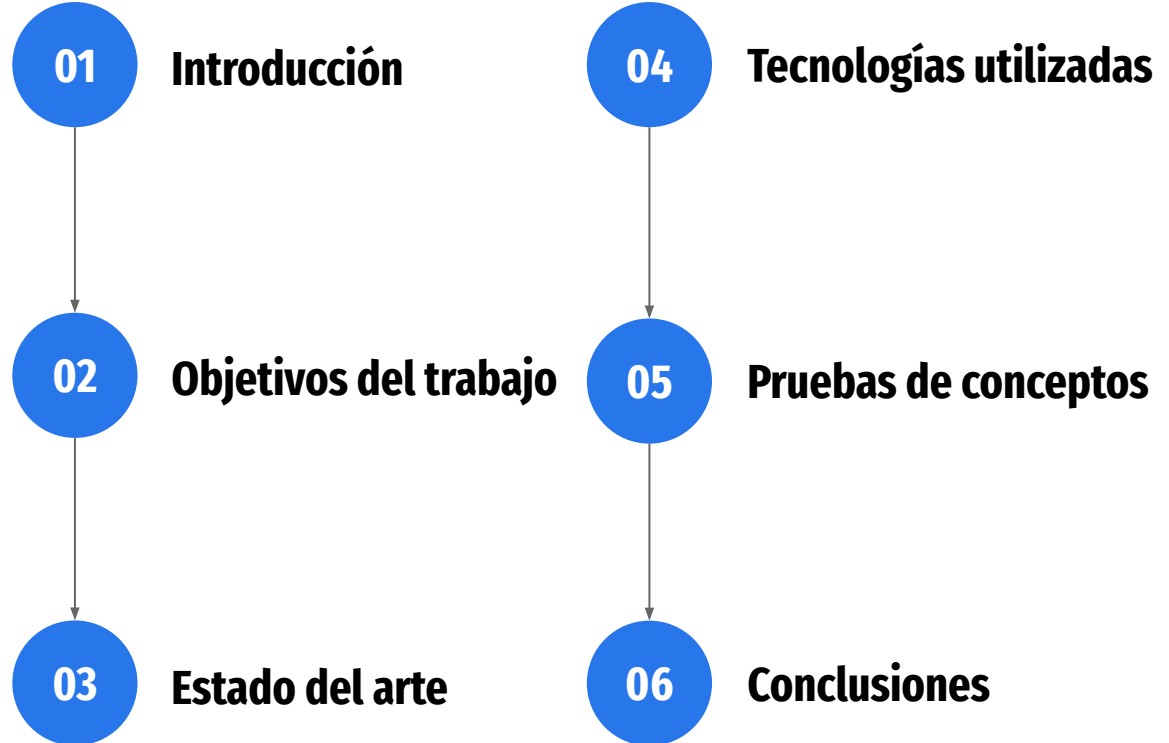 01
Introducción
02
Objetivos del trabajo
03
Estado del arte
04
Tecnologías utilizadas
05
Pruebas de conceptos
06
Conclusiones